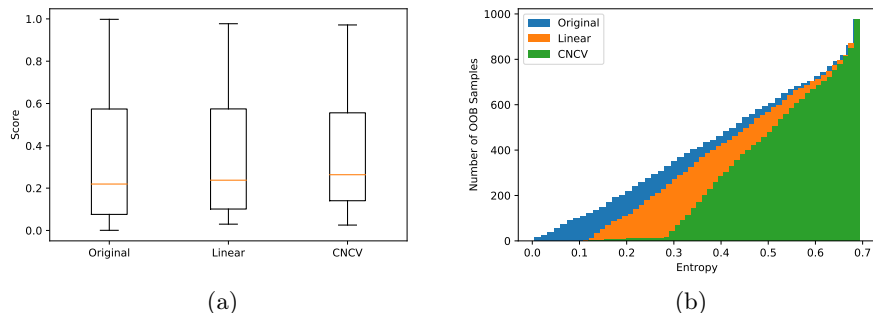 1.0
0.8
0.6
0.4
0.2
0.0
Score
Original Linear CNCV
(a)
1000
800
600
400
200
0
Number of OOB Samples
Original
Linear
CNCV
0.0 0.1 0.2 0.3 0.4 0.5 0.6 0.7
Entropy
(b)